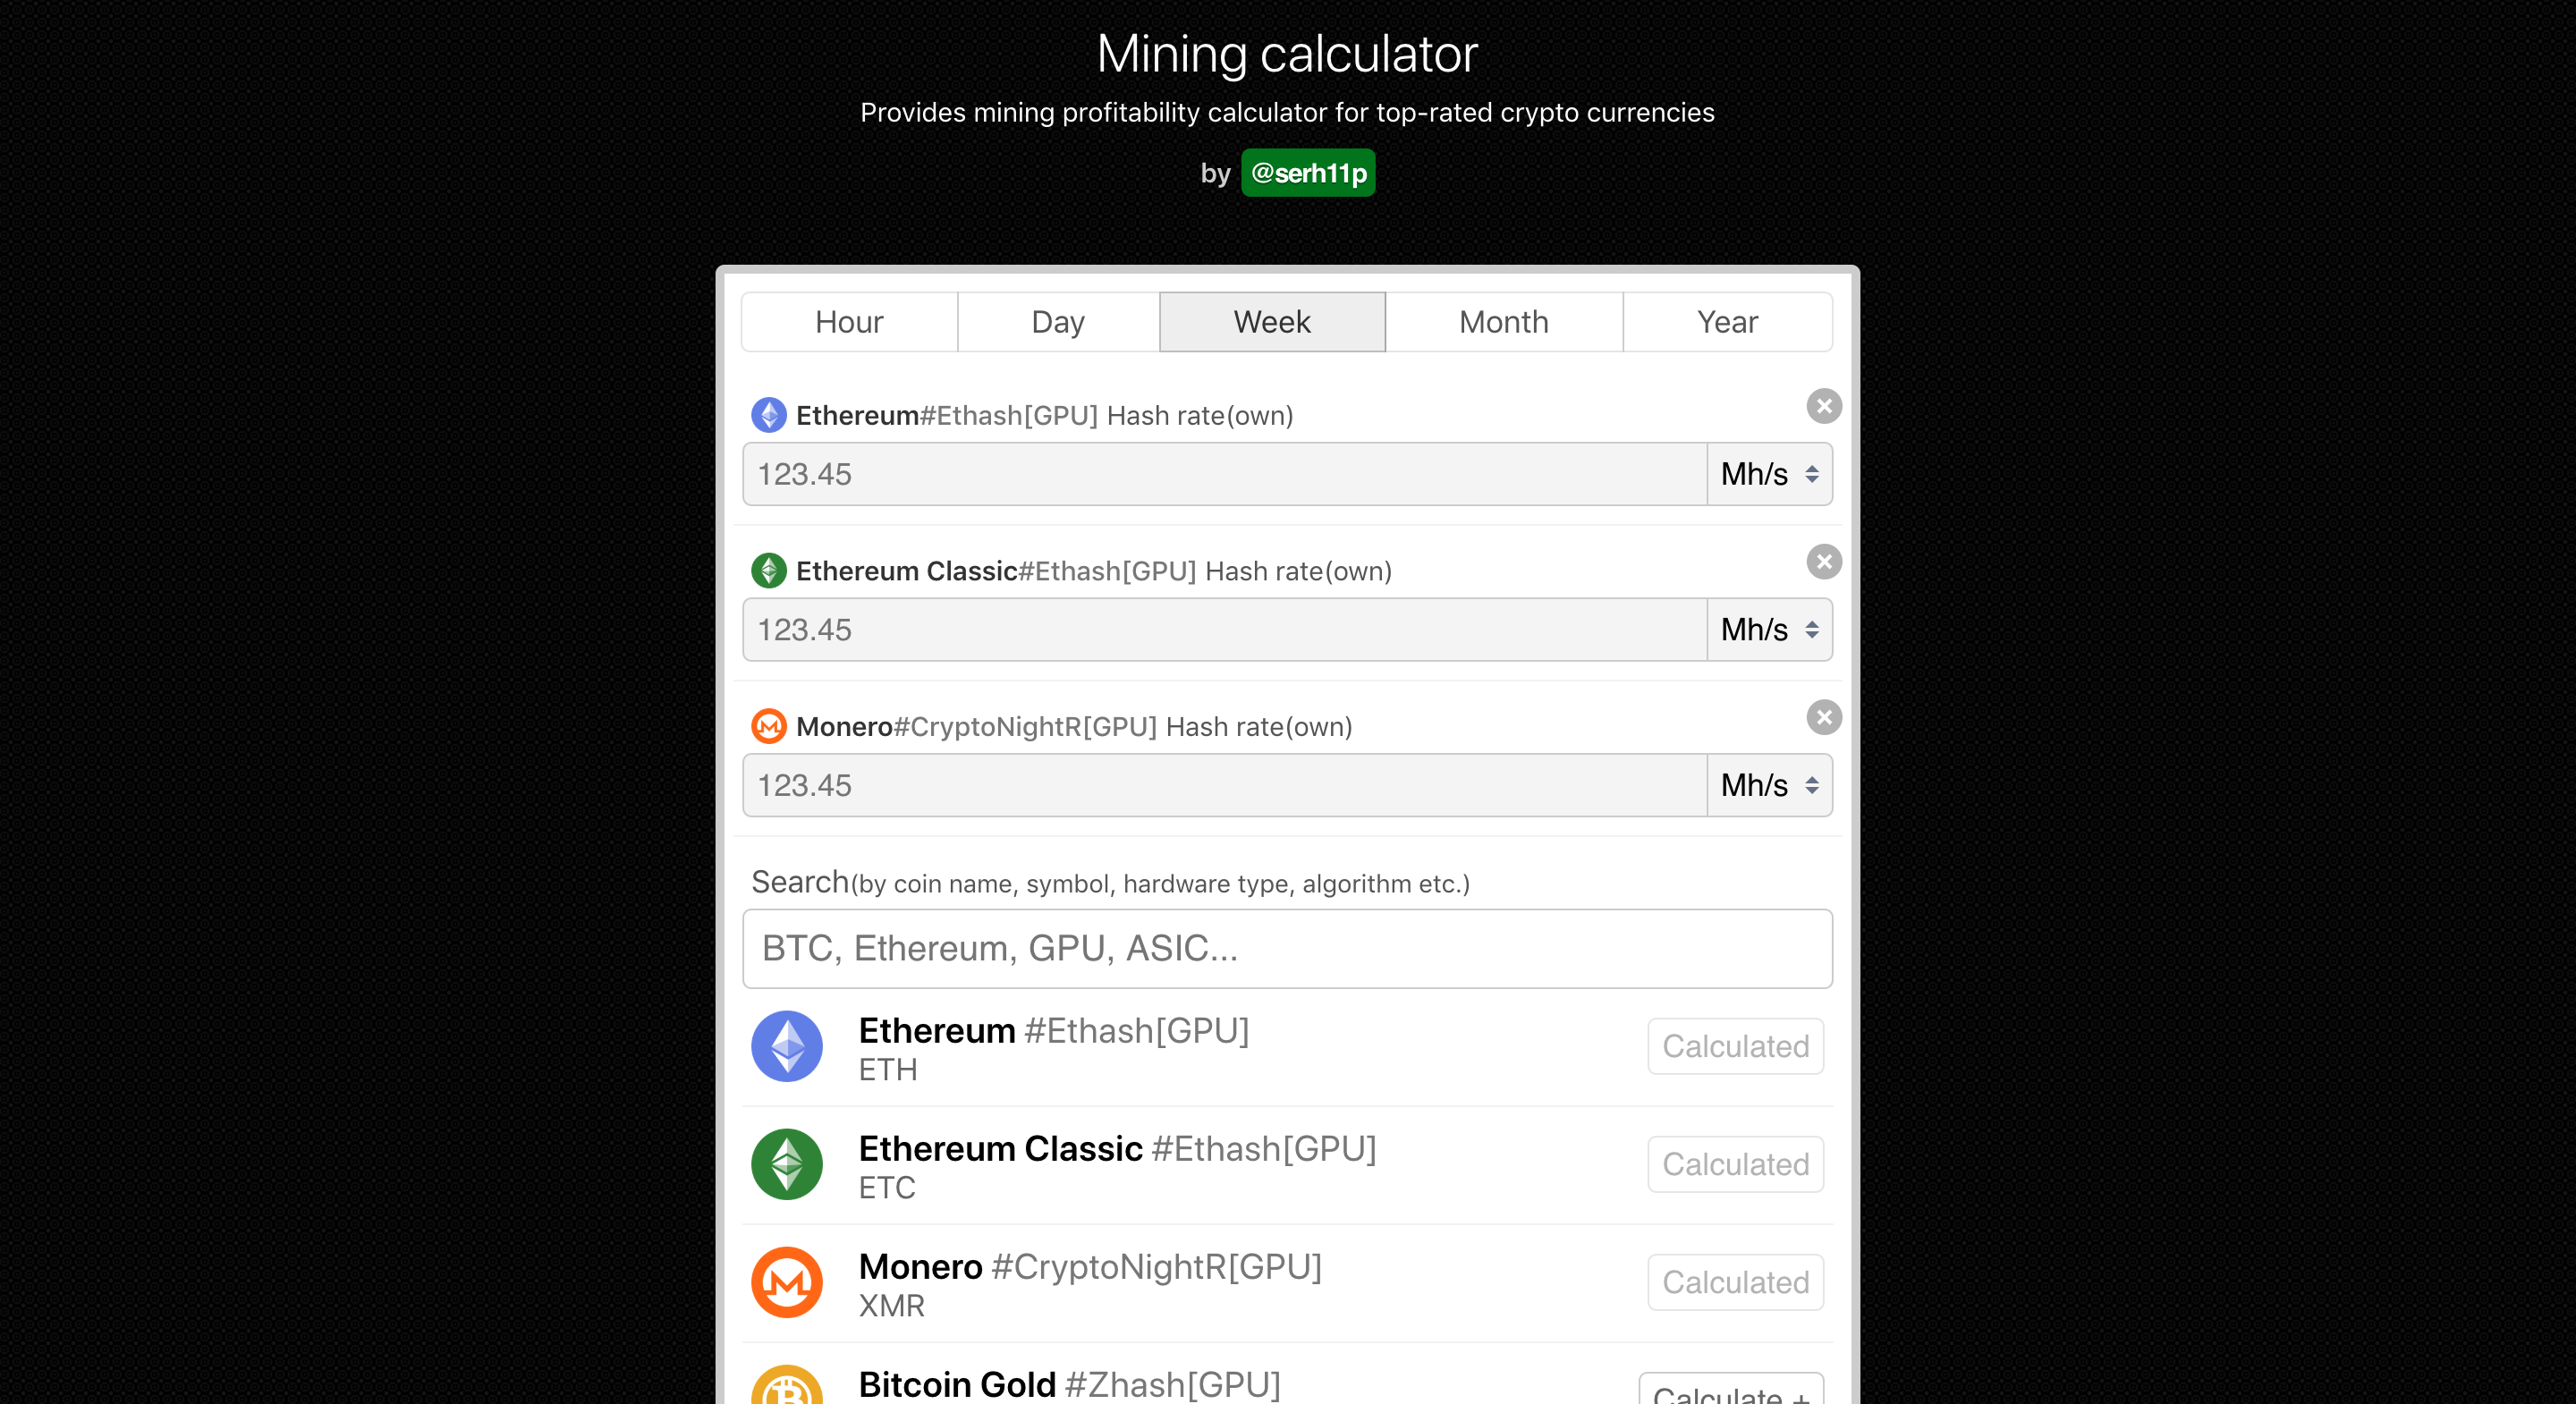 Mining calculator
Provides mining profitability calculator for top-rated crypto currencies
by @serh11p
Hour Day Week Month Year
Ethereum#Ethash[GPU] Hash rate(own)
123.45 Mh/s
Ethereum Classic#Ethash[GPU] Hash rate(own)
123.45 Mh/s
Monero#CryptoNightR[GPU] Hash rate(own)
123.45 Mh/s
Search(by coin name, symbol, hardware type, algorithm etc.)
BTC, Ethereum, GPU, ASIC...
Ethereum #Ethash[GPU]
ETH
Calculated
Ethereum Classic #Ethash[GPU]
ETC
Calculated
Monero #CryptoNightR[GPU]
XMR
Calculated
Bitcoin Gold #Zhash[GPU]
Calculate +